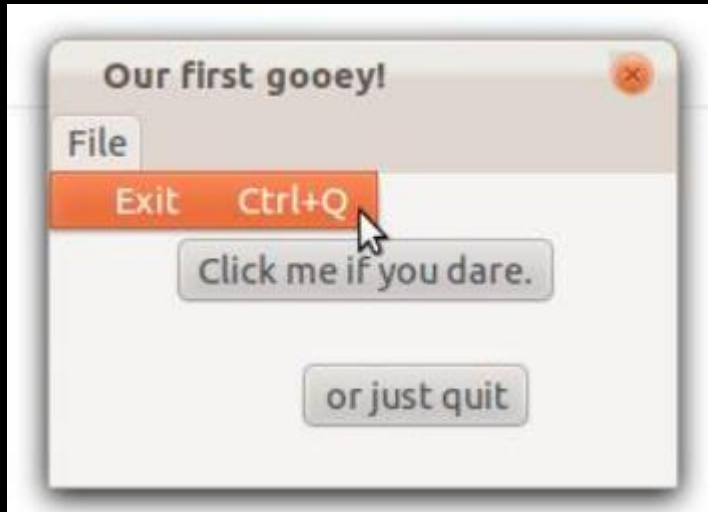 Our first gooey!
File
Exit Ctrl+Q
Click me if you dare.
or just quit